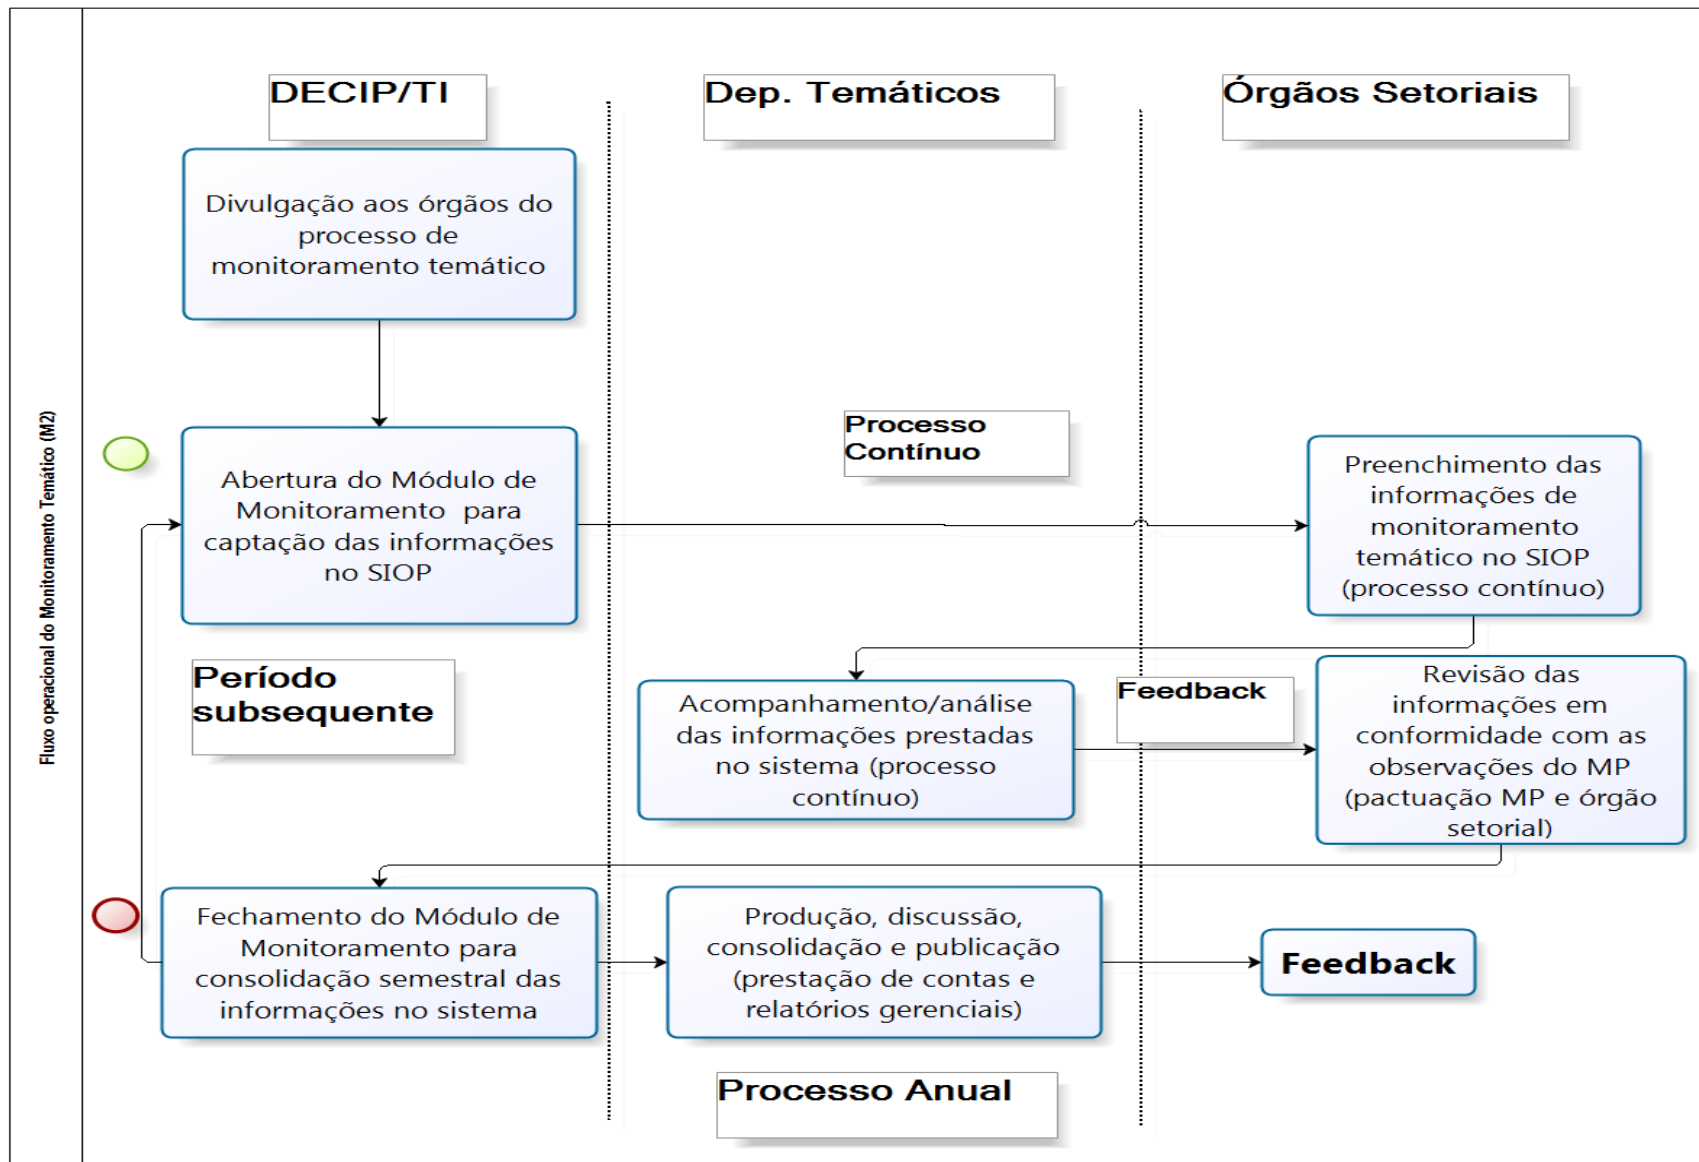 Fluxo operacional do Monitoramento Temático (M2)
DECIP/TI
Dep. Temáticos
Órgãos Setoriais
Divulgação aos órgãos do
processo de
monitoramento temático
Processo
Contínuo
Abertura do Módulo de
Monitoramento para
captação das informações
no SIOP
Preenchimento das
informações de
monitoramento
temático no SIOP
(processo contínuo)
Período
subsequente
Acompanhamento/análise
das informações prestadas
no sistema (processo
contínuo)
Feedback
Revisão das
informações em
conformidade com as
observações do MP
(pactuação MP e órgão
setorial)
Fechamento do Módulo de
Monitoramento para
consolidação semestral das
informações no sistema
Produção, discussão,
consolidação e publicação
(prestação de contas e
relatórios gerenciais)
Feedback
Processo Anual